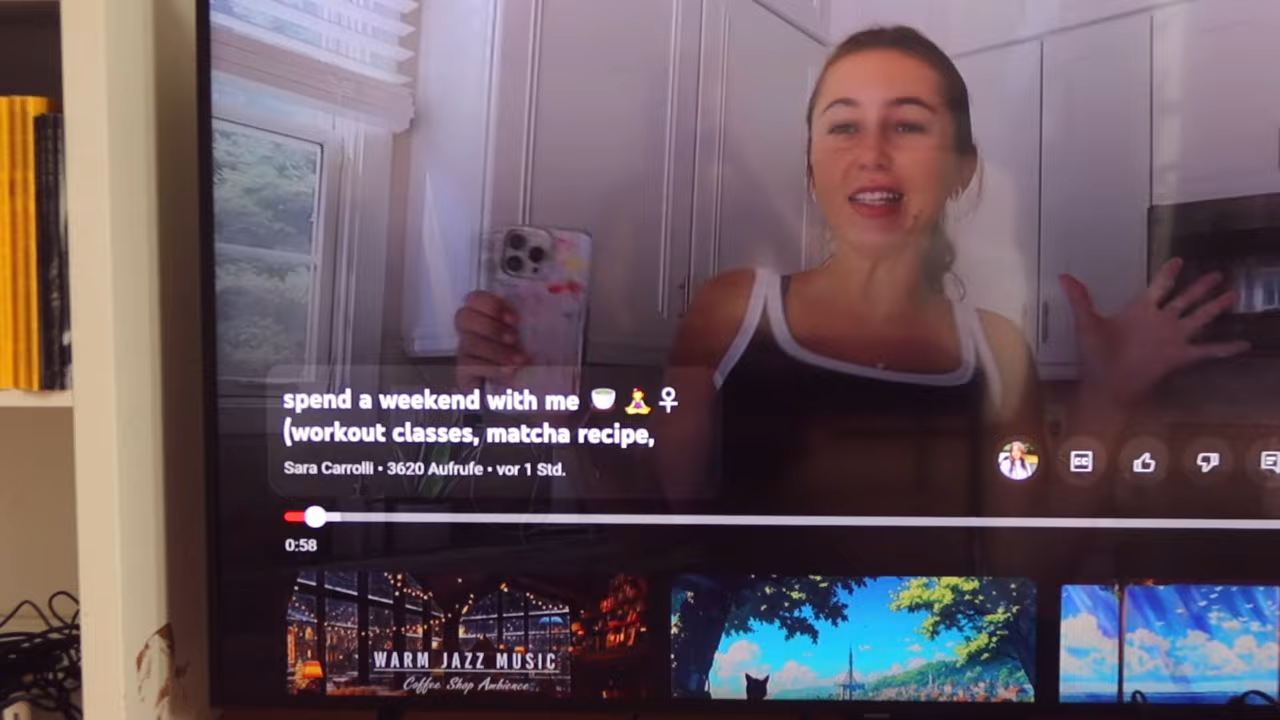 spend a weekend with me 🍵 🧘‍♀
(workout classes, matcha recipe,
Sara Carrolli • 3620 Aufrufe • vor 1 Std.
CC
0:58
WARM JAZZ MUSIC
Coffee Shop Ambience